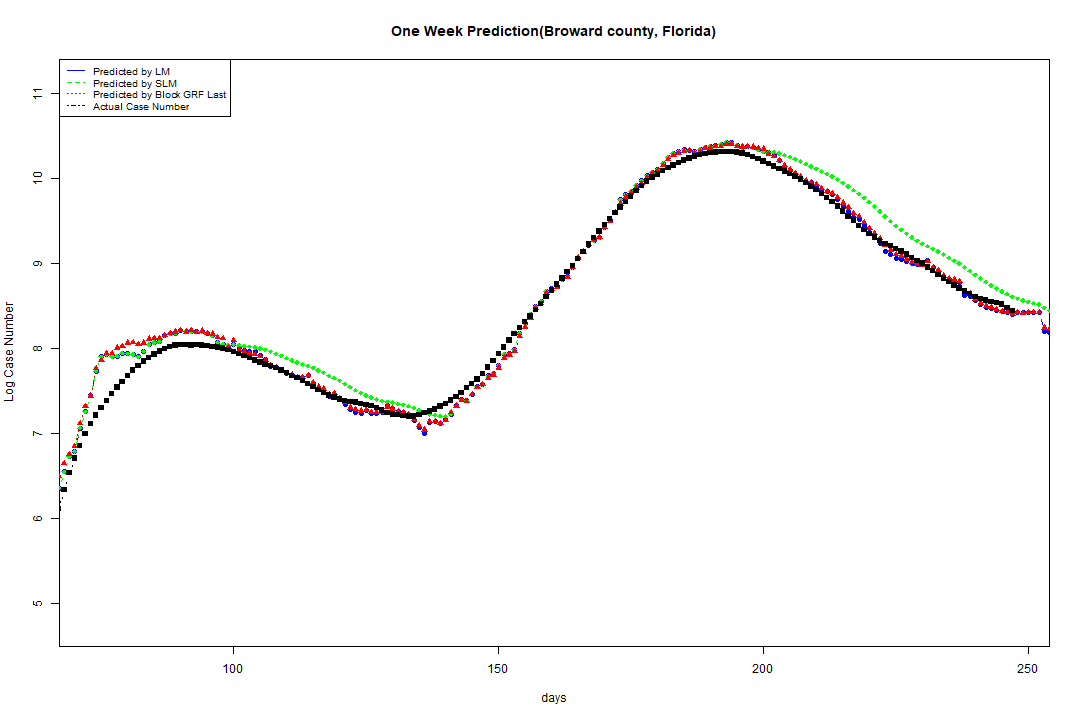 One Week Prediction(Broward county, Florida)
Predicted by LM
Predicted by SLM
Predicted by Block GRF Last
Actual Case Number
Log Case Number
11
10
9
8
7
6
5
100
150
200
250
days